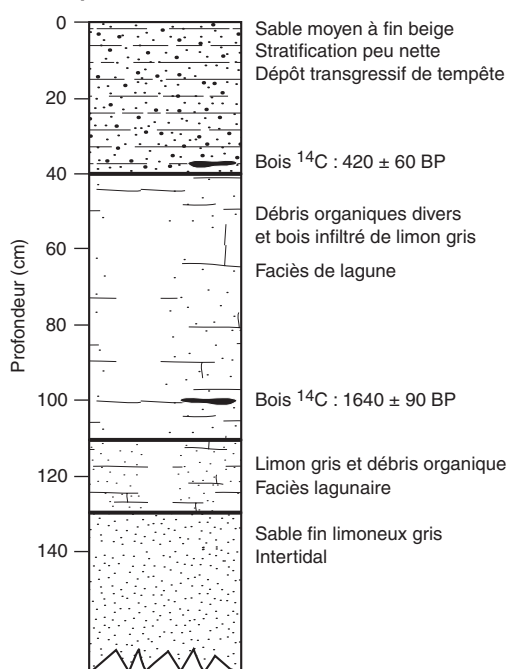 0
Sable moyen à fin beige
Stratification peu nette
Dépôt transgressif de tempête
20
Bois 14C : 420 ± 60 BP
40
Débris organiques divers
et bois infiltré de limon gris
60
Faciès de lagune
Profondeur (cm)
80
100
Bois 14C : 1640 ± 90 BP
Limon gris et débris organique
120
Faciès lagunaire
Sable fin limoneux gris
140
Intertidal